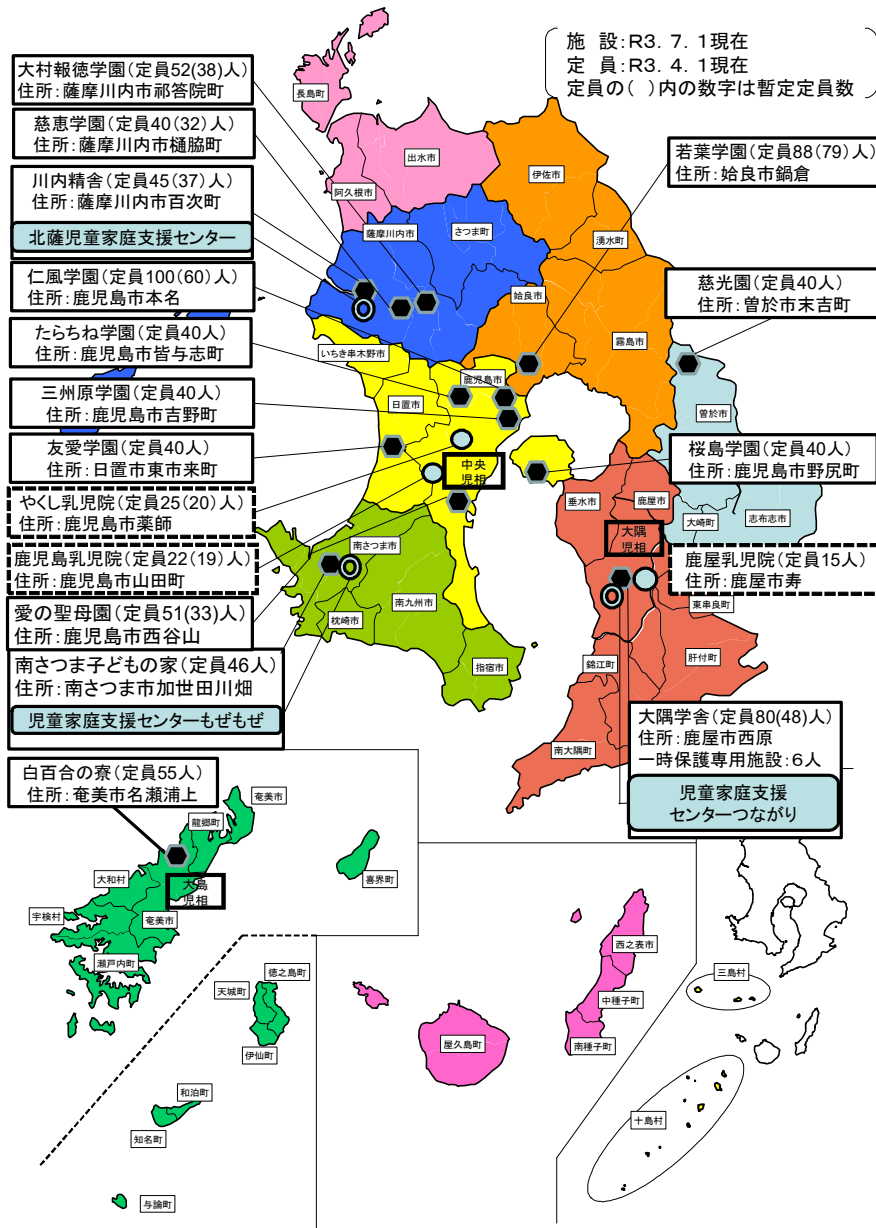 施　設：R3．7．1現在
定　員：R3．4．1現在
定員の（　）内の数字は暫定定員数
大村報徳学園（定員52(38)人）
住所：薩摩川内市祁答院町
慈恵学園（定員40（32）人）
住所：薩摩川内市樋脇町
川内精舎（定員45（37）人）
住所：薩摩川内市百次町
北薩児童家庭支援センター
仁風学園（定員100（60）人）
住所：鹿児島市本名
たらちね学園（定員40人）
住所：鹿児島市皆与志町
三州原学園（定員40人）
住所：鹿児島市吉野町
友愛学園（定員40人）
住所：日置市東市来町
やくし乳児院（定員25（20）人）
住所：鹿児島市薬師
鹿児島乳児院（定員22（19）人）
住所：鹿児島市山田町
愛の聖母園（定員51（33）人）
住所：鹿児島市西谷山
南さつま子どもの家（定員46人）
住所：南さつま市加世田川畑
児童家庭支援センターもぜもぜ
白百合の寮（定員55人）
住所：奄美市名瀬浦上
若葉学園（定員88（79）人）
住所：姶良市鍋倉
慈光園（定員40人）
住所：曽於市末吉町
桜島学園（定員40人）
住所：鹿児島市野尻町
鹿屋乳児院（定員15人）
住所：鹿屋市寿
大隅学舎（定員80(48)人）
住所：鹿屋市西原
一時保護専用施設：6人
児童家庭支援
センターつながり
長島町
出水市
阿久根市
伊佐市
薩摩川内市
さつま町
湧水町
姶良市
霧島市
いちき串木野市
鹿児島市
日置市
曽於市
中央
児相
垂水市
鹿屋市
大崎町
志布志市
大隅
児相
南さつま市
東串良町
南九州市
枕崎市
指宿市
錦江町
肝付町
南大隅町
奄美市
龍郷町
大和村
大島
児相
宇検村
奄美市
瀬戸内町
喜界町
徳之島町
天城町
伊仙町
和泊町
知名町
与論町
西之表市
中種子町
南種子町
屋久島町
三島村
十島村